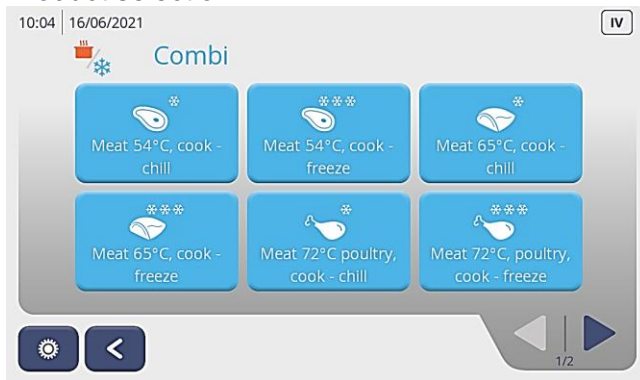 10:04 16/06/2021
IV
Combi
Meat 54°C, cook -
chill
Meat 54°C, cook -
freeze
Meat 65°C, cook -
chill
Meat 65°C, cook -
freeze
Meat 72°C poultry,
cook - chill
Meat 72°C, poultry,
cook - freeze
1/2